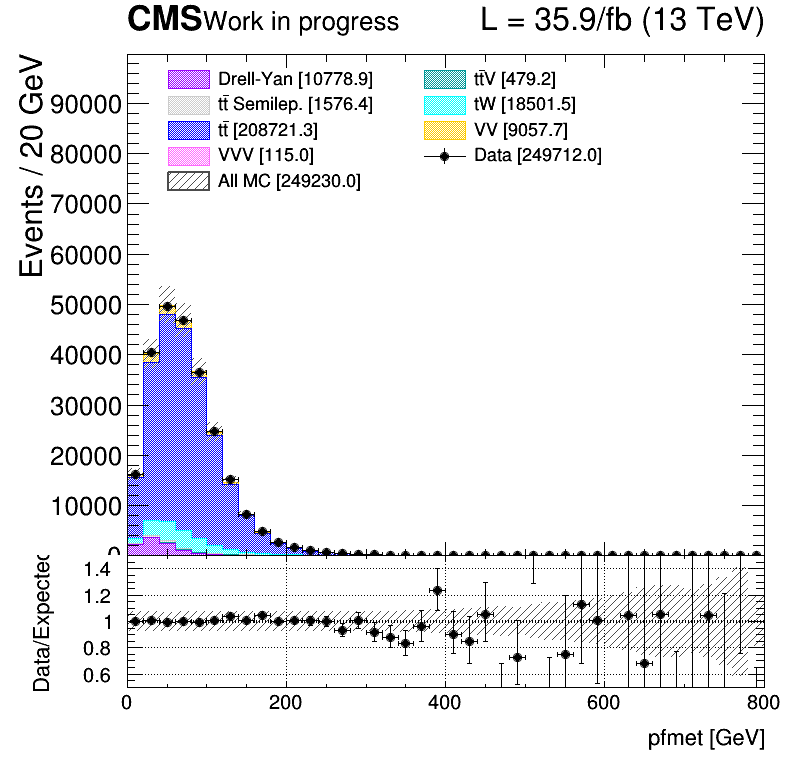 CMS Work in progress L = 35.9/fb (13 TeV)
Events / 20 GeV
90000
80000
70000
60000
50000
40000
30000
20000
10000
0
Drell-Yan [10778.9]
tt̄ Semilep. [1576.4]
tt̄ [208721.3]
VVV [115.0]
All MC [249230.0]
tt̄V [479.2]
tW [18501.5]
VV [9057.7]
Data [249712.0]
Data/Expected
1.4
1.2
1
0.8
0.6
0 200 400 600 800
pfmet [GeV]